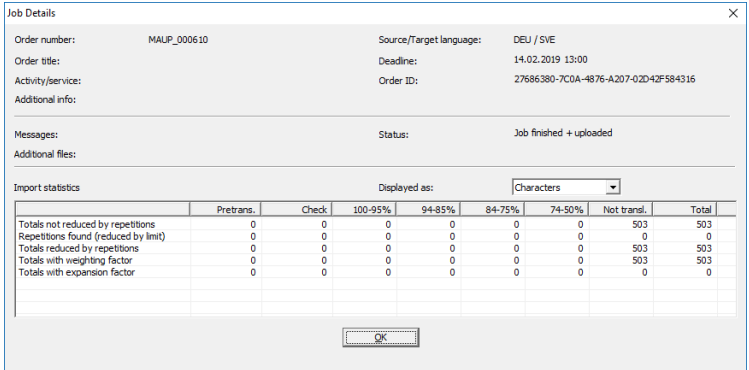 Job Details
Order number: MAUP_000610 Source/Target language: DEU / SVE
Order title: Deadline: 14.02.2019 13:00
Activity/service: Order ID: 27686380-7C0A-4876-A207-02D42F584316
Additional info:
Messages: Status: Job finished + uploaded
Additional files:
Import statistics Displayed as: Characters
Pretrans. Check 100-95% 94-85% 84-75% 74-50% Not transl. Total
Totals not reduced by repetitions 0 0 0 0 0 0 503 503
Repetitions found (reduced by limit) 0 0 0 0 0 0 0 0
Totals reduced by repetitions 0 0 0 0 0 0 503 503
Totals with weighting factor 0 0 0 0 0 0 503 503
Totals with expansion factor 0 0 0 0 0 0 0 0
OK